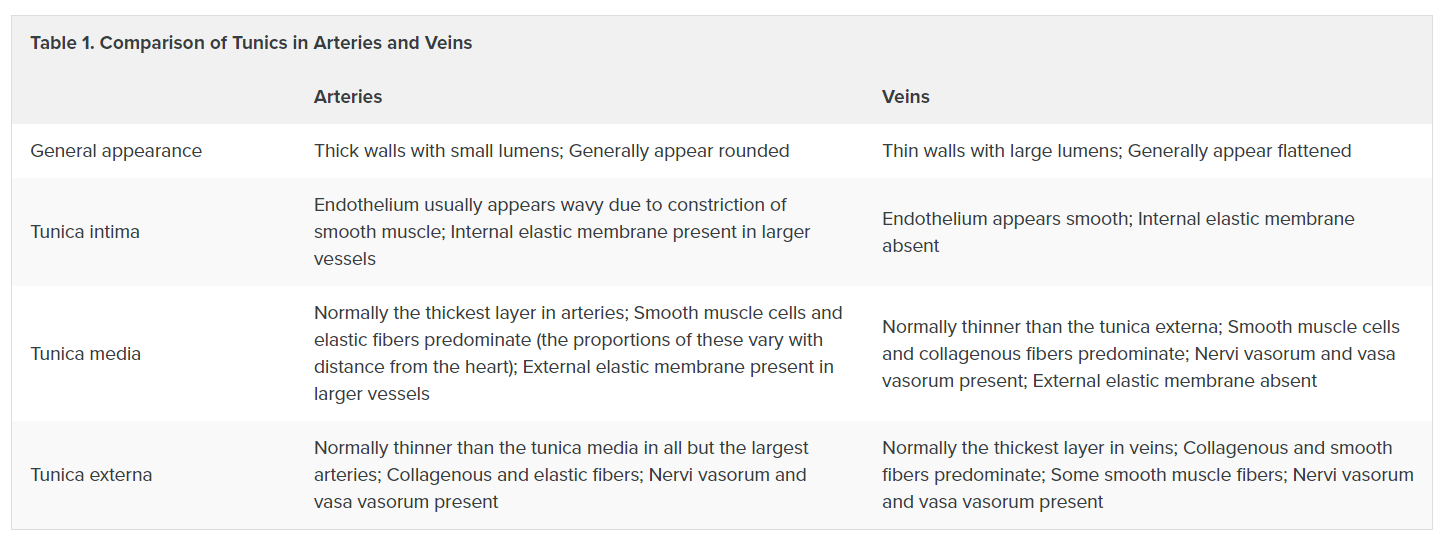 Table 1. Comparison of Tunics in Arteries and Veins
Arteries Veins
General appearance Thick walls with small lumens; Generally appear rounded Thin walls with large lumens; Generally appear flattened
Tunica intima
Endothelium usually appears wavy due to constriction of
smooth muscle; Internal elastic membrane present in larger
vessels
Endothelium appears smooth; Internal elastic membrane
absent
Tunica media
Normally the thickest layer in arteries; Smooth muscle cells and
elastic fibers predominate (the proportions of these vary with
distance from the heart); External elastic membrane present in
larger vessels
Normally thinner than the tunica externa; Smooth muscle cells
and collagenous fibers predominate; Nervi vasorum and vasa
vasorum present; External elastic membrane absent
Tunica externa
Normally thinner than the tunica media in all but the largest
arteries; Collagenous and elastic fibers; Nervi vasorum and
vasa vasorum present
Normally the thickest layer in veins; Collagenous and smooth
fibers predominate; Some smooth muscle fibers; Nervi vasorum
and vasa vasorum present